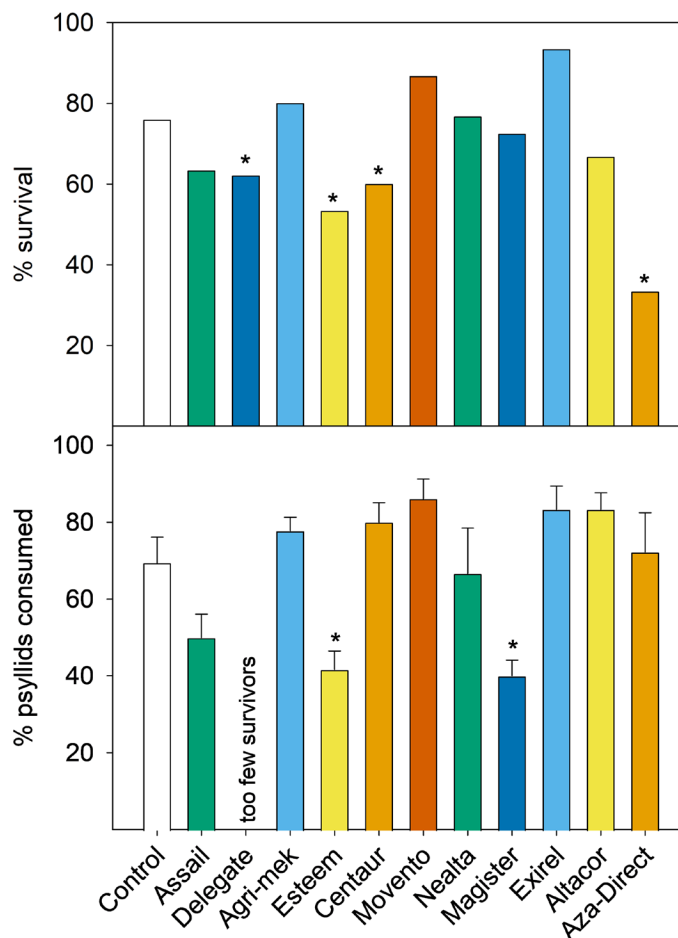 100
80
60
40
20
% survival
*
*
*
*
100
80
60
40
20
% psyllids consumed
too few survivors
*
*
Control
Assail
Delegate
Agri-mek
Esteem
Centaur
Movento
Nealta
Magister
Exirel
Altacor
Aza-Direct